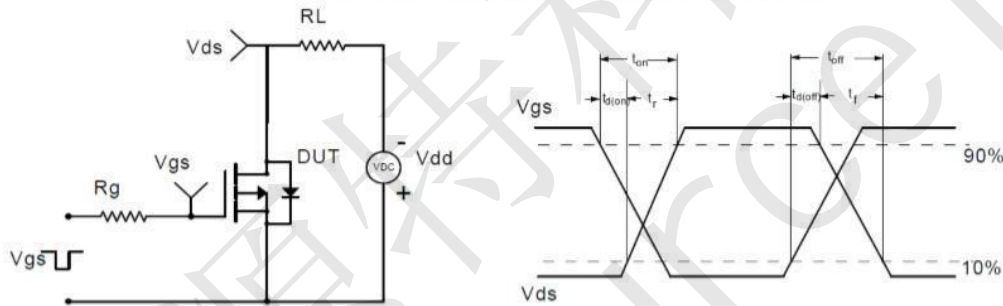 RL
Vds
Vgs
DUT
VDC
-
Vdd
+
Rg
Vgs
ton
toff
td(on)
tr
td(off)
tf
Vgs
90%
10%
Vds